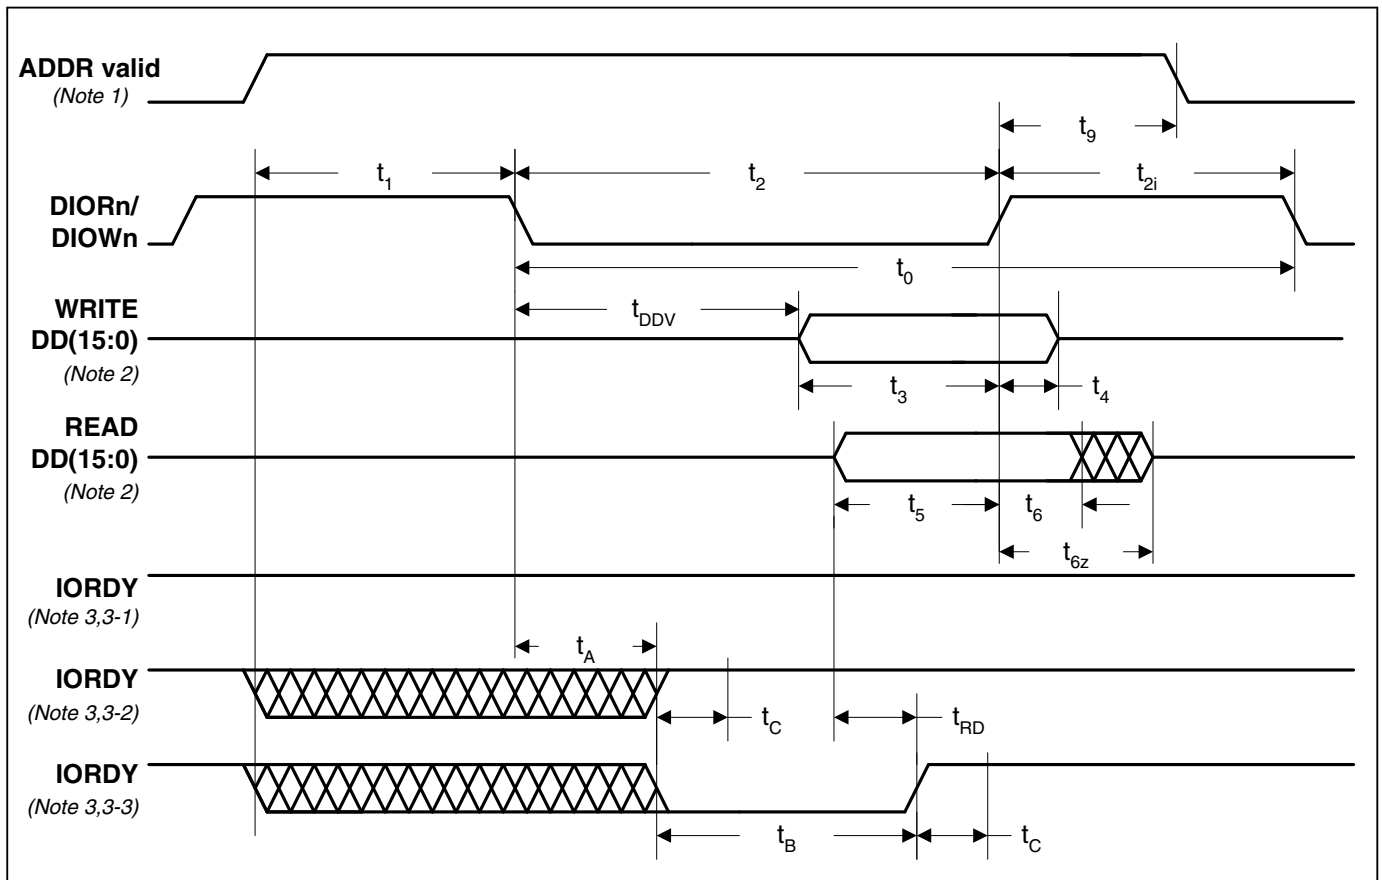 ADDR valid
(Note 1)
t9
t1
t2
t2i
DIORn/
DIOWn
t0
WRITE
DD(15:0)
(Note 2)
tDDV
t3
t4
READ
DD(15:0)
(Note 2)
t5
t6
t6z
IORDY
(Note 3,3-1)
tA
IORDY
(Note 3,3-2)
tC
tRD
IORDY
(Note 3,3-3)
tB
tC